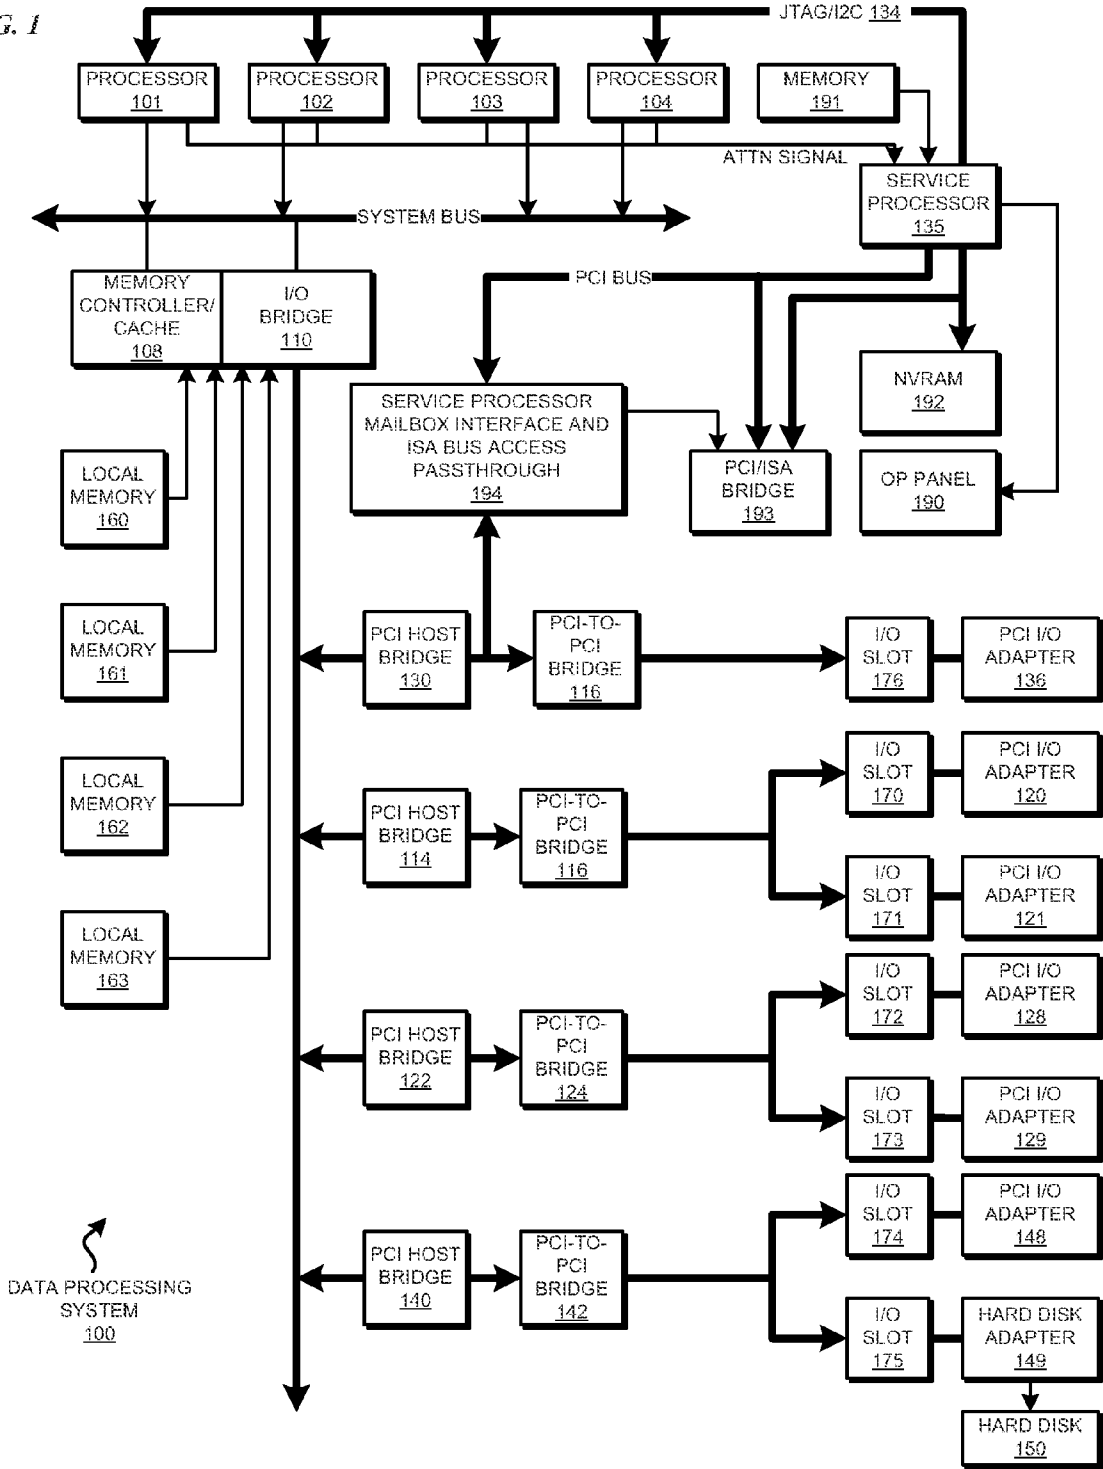 G. 1
JTAG/I2C 134
PROCESSOR
101
PROCESSOR
102
PROCESSOR
103
PROCESSOR
104
MEMORY
191
ATTN SIGNAL
SERVICE
PROCESSOR
135
SYSTEM BUS
MEMORY
CONTROLLER/
CACHE
108
I/O
BRIDGE
110
PCI BUS
NVRAM
192
SERVICE PROCESSOR
MAILBOX INTERFACE AND
ISA BUS ACCESS
PASSTHROUGH
194
PCI/ISA
BRIDGE
193
OP PANEL
190
LOCAL
MEMORY
160
LOCAL
MEMORY
161
LOCAL
MEMORY
162
LOCAL
MEMORY
163
PCI HOST
BRIDGE
130
PCI-TO-
PCI
BRIDGE
116
I/O
SLOT
176
PCI I/O
ADAPTER
136
PCI HOST
BRIDGE
114
PCI-TO-
PCI
BRIDGE
116
I/O
SLOT
170
PCI I/O
ADAPTER
120
I/O
SLOT
171
PCI I/O
ADAPTER
121
PCI HOST
BRIDGE
122
PCI-TO-
PCI
BRIDGE
124
I/O
SLOT
172
PCI I/O
ADAPTER
128
I/O
SLOT
173
PCI I/O
ADAPTER
129
PCI HOST
BRIDGE
140
PCI-TO-
PCI
BRIDGE
142
I/O
SLOT
174
PCI I/O
ADAPTER
148
I/O
SLOT
175
HARD DISK
ADAPTER
149
HARD DISK
150
DATA PROCESSING
SYSTEM
100